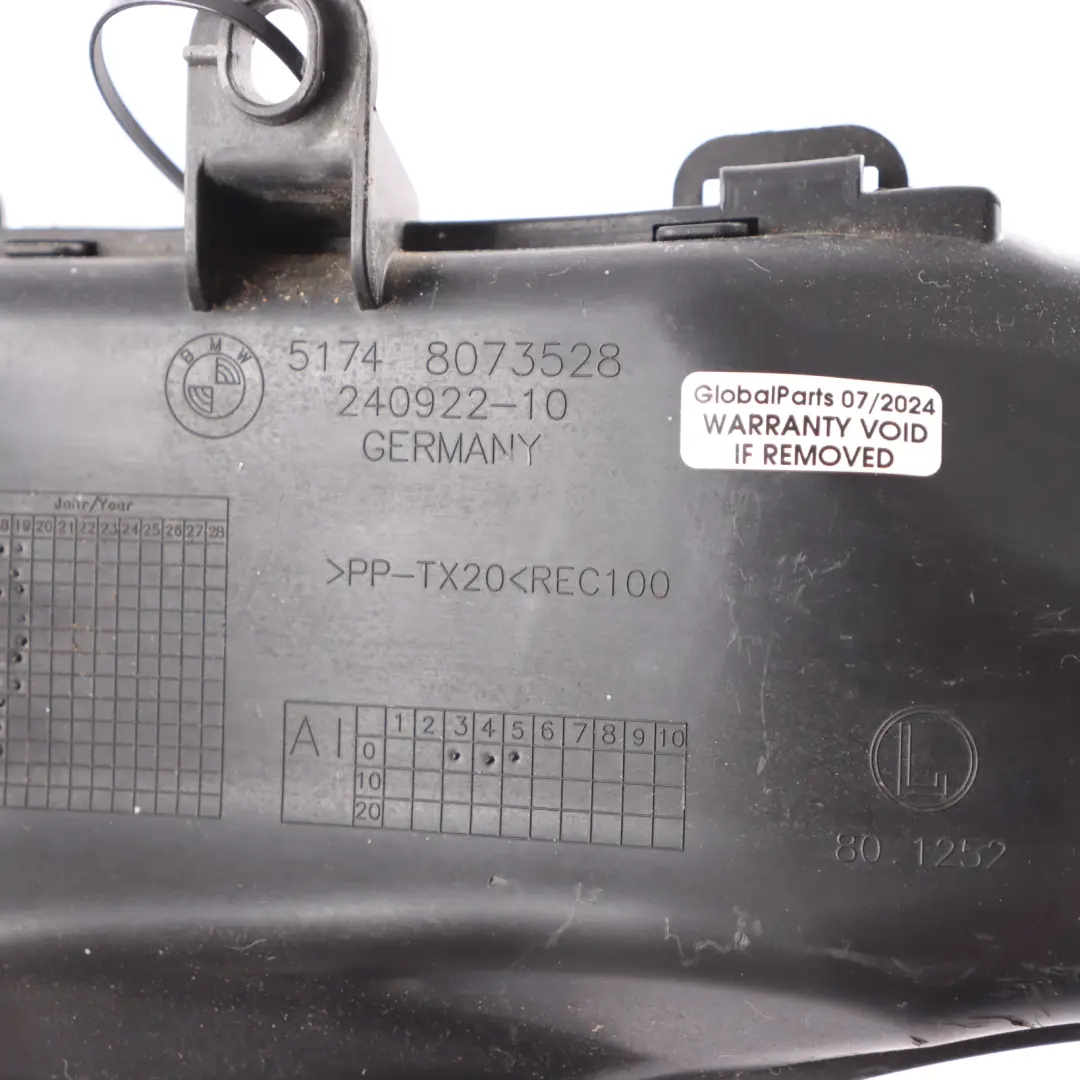 BMW
5174 8073528
240922-10
GERMANY
GlobalParts 07/2024
WARRANTY VOID
IF REMOVED
Jahr/Year
8 19 20 21 22 23 24 25 26 27 28
>PP-TX20<REC100
AI
1 2 3 4 5 6 7 8 9 10
0
10
20
L
80.1252